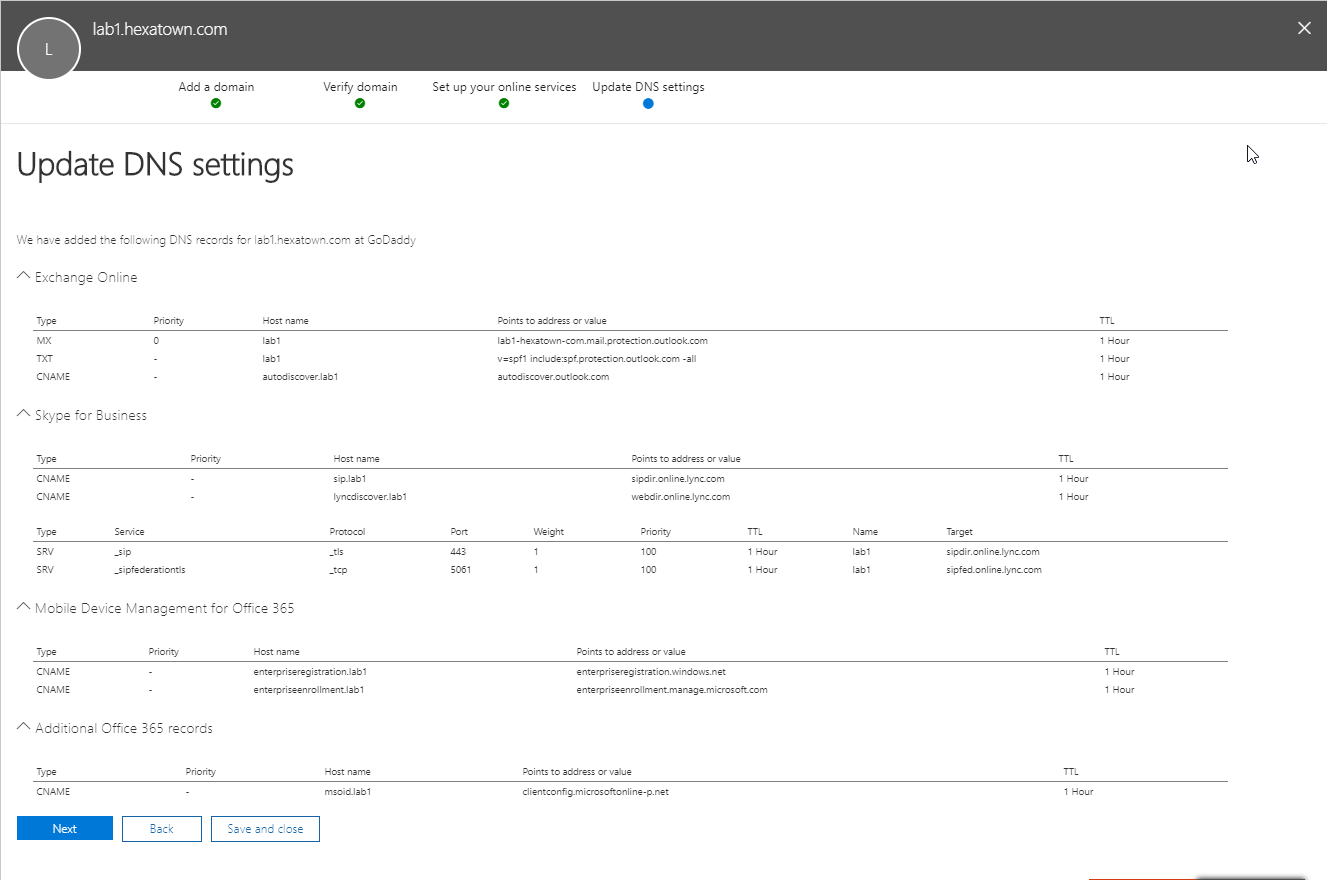 lab1.hexatown.com
L
Add a domain Verify domain Set up your online services Update DNS settings
Update DNS settings
We have added the following DNS records for lab1.hexatown.com at GoDaddy
Exchange Online
Type Priority Host name Points to address or value TTL
MX 0 lab1 lab1-hexatown-com.mail.protection.outlook.com 1 Hour
TXT - lab1 v=spf1 include:spf.protection.outlook.com -all 1 Hour
CNAME - autodiscover.lab1 autodiscover.outlook.com 1 Hour
Skype for Business
Type Priority Host name Points to address or value TTL
CNAME - sip.lab1 sipdir.online.lync.com 1 Hour
CNAME - lyncdiscover.lab1 webdir.online.lync.com 1 Hour
Type Service Protocol Port Weight Priority TTL Name Target
SRV _sip _tls 443 1 100 1 Hour lab1 sipdir.online.lync.com
SRV _sipfederationtls _tcp 5061 1 100 1 Hour lab1 sipfed.online.lync.com
Mobile Device Management for Office 365
Type Priority Host name Points to address or value TTL
CNAME - enterpriseregistration.lab1 enterpriseregistration.windows.net 1 Hour
CNAME - enterpriseenrollment.lab1 enterpriseenrollment.manage.microsoft.com 1 Hour
Additional Office 365 records
Type Priority Host name Points to address or value TTL
CNAME - msoid.lab1 clientconfig.microsoftonline-p.net 1 Hour
Next Back Save and close